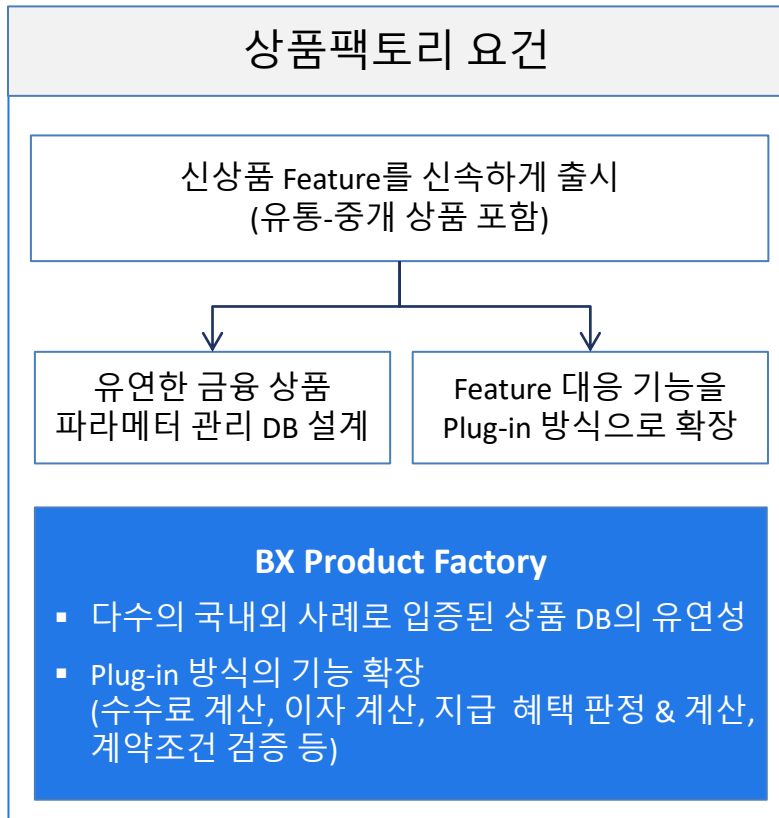 상품팩토리 요건
신상품 Feature를 신속하게 출시
(유통-중개 상품 포함)
유연한 금융 상품
파라메터 관리 DB 설계
Feature 대응 기능을
Plug-in 방식으로 확장
BX Product Factory
▪ 다수의 국내외 사례로 입증된 상품 DB의 유연성
▪ Plug-in 방식의 기능 확장
(수수료 계산, 이자 계산, 지급 혜택 판정 & 계산,
계약조건 검증 등)